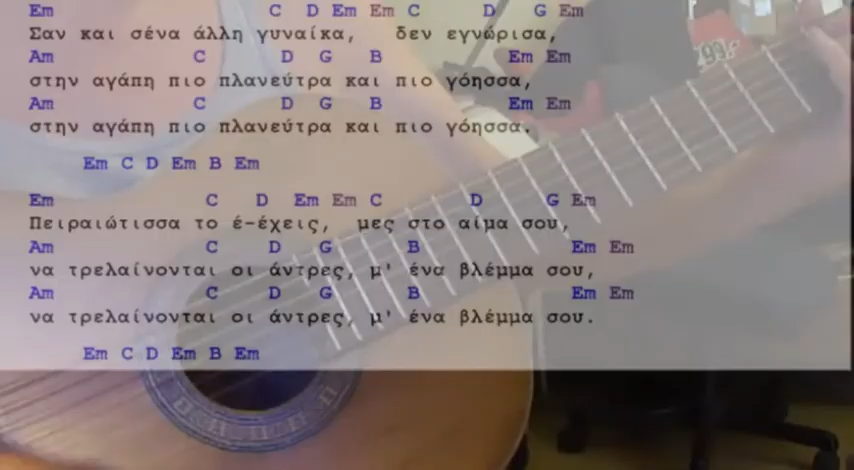 Em C D Em Em C D G Em
Σαν και σένα άλλη γυναίκα, δεν εγνώρισα,
Am C D G B Em Em
στην αγάπη πιο πλανεύτρα και πιο γόησσα,
Am C D G B Em Em
στην αγάπη πιο πλανεύτρα και πιο γόησσα.
Em C D Em B Em
Em C D Em Em C D G Em
Πειραιώτισσα το έ-έχεις, μες στο αίμα σου,
Am C D G B Em Em
να τρελαίνονται οι άντρες, μ' ένα βλέμμα σου,
Am C D G B Em Em
να τρελαίνονται οι άντρες, μ' ένα βλέμμα σου.
Em C D Em B Em